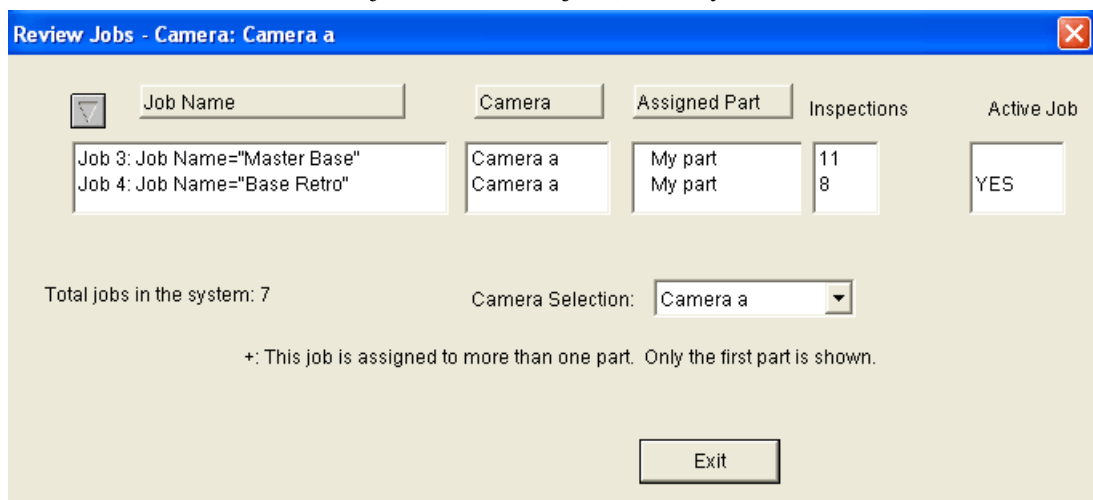 Review Jobs - Camera: Camera a
Job Name Camera Assigned Part Inspections Active Job
Job 3: Job Name="Master Base" Camera a My part 11
Job 4: Job Name="Base Retro" Camera a My part 8 YES
Total jobs in the system: 7 Camera Selection: Camera a
+: This job is assigned to more than one part. Only the first part is shown.
Exit